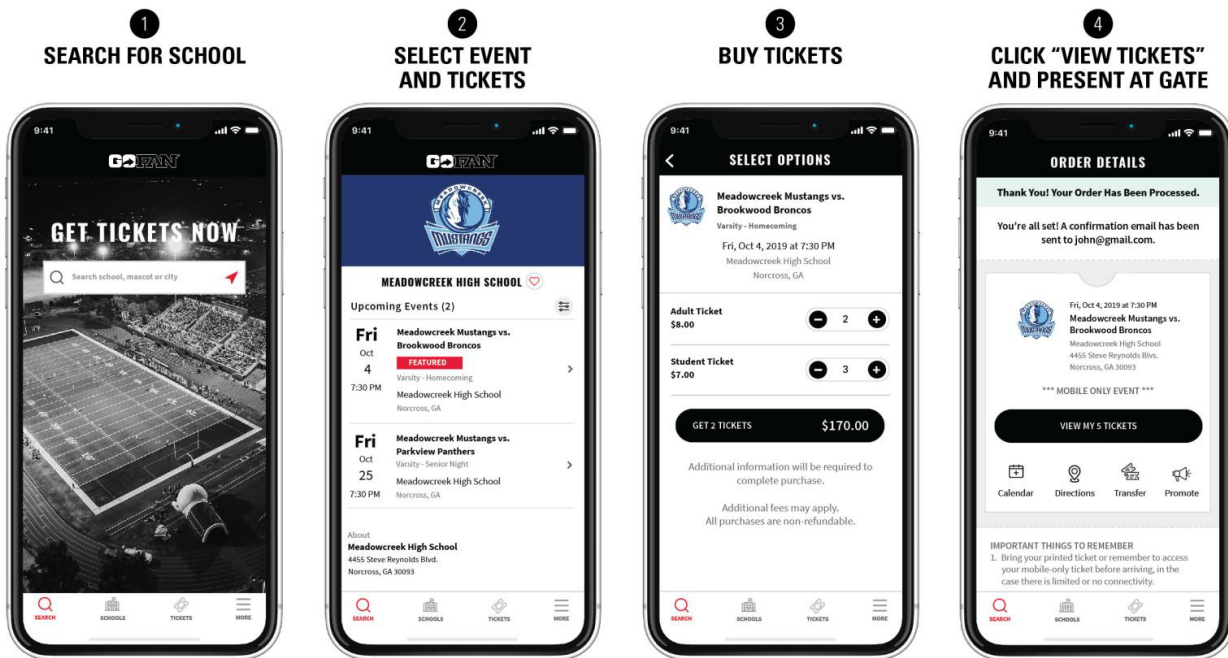 1
SEARCH FOR SCHOOL
9:41
GOFAN
GET TICKETS NOW
Search school, mascot or city
SEARCH
SCHOOLS
TICKETS
MORE
2
SELECT EVENT
AND TICKETS
9:41
GOFAN
MEADOWCREEK
MUSTANGS
MEADOWCREEK HIGH SCHOOL
Upcoming Events (2)
Fri
Oct
4
7:30 PM
Meadowcreek Mustangs vs.
Brookwood Broncos
FEATURED
Varsity - Homecoming
Meadowcreek High School
Norcross, GA
Fri
Oct
25
7:30 PM
Meadowcreek Mustangs vs.
Parkview Panthers
Varsity - Senior Night
Meadowcreek High School
Norcross, GA
About
Meadowcreek High School
4455 Steve Reynolds Blvd.
Norcross, GA 30093
SEARCH
SCHOOLS
TICKETS
MORE
3
BUY TICKETS
9:41
SELECT OPTIONS
MUSTANGS
Meadowcreek Mustangs vs.
Brookwood Broncos
Varsity - Homecoming
Fri, Oct 4, 2019 at 7:30 PM
Meadowcreek High School
Norcross, GA
Adult Ticket
$8.00
2
Student Ticket
$7.00
3
GET 2 TICKETS $170.00
Additional information will be required to
complete purchase.
Additional fees may apply.
All purchases are non-refundable.
SEARCH
SCHOOLS
TICKETS
MORE
4
CLICK “VIEW TICKETS”
AND PRESENT AT GATE
9:41
ORDER DETAILS
Thank You! Your Order Has Been Processed.
You're all set! A confirmation email has been
sent to john@gmail.com.
MUSTANGS
Fri, Oct 4, 2019 at 7:30 PM
Meadowcreek Mustangs vs.
Brookwood Broncos
Meadowcreek High School
4455 Steve Reynolds Blvs.
Norcross, GA 30093
*** MOBILE ONLY EVENT ***
VIEW MY 5 TICKETS
Calendar
Directions
Transfer
Promote
IMPORTANT THINGS TO REMEMBER
1. Bring your printed ticket or remember to access
your mobile-only ticket before arriving, in the
case there is limited or no connectivity.
SEARCH
SCHOOLS
TICKETS
MORE